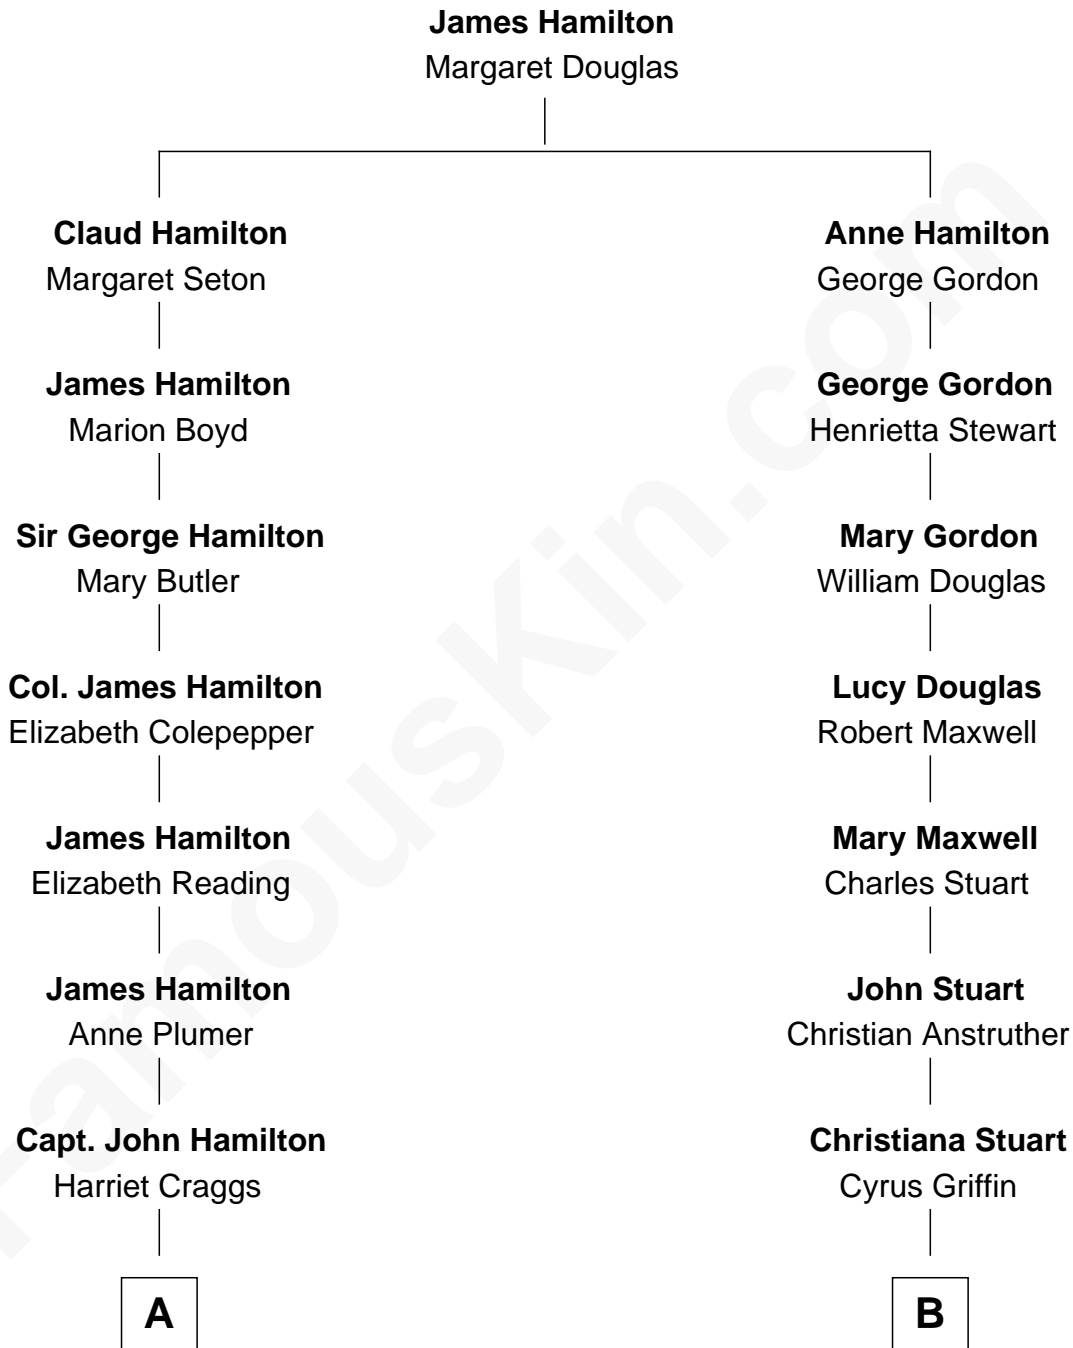 James Hamilton
Margaret Douglas
Claud Hamilton
Margaret Seton
Anne Hamilton
George Gordon
James Hamilton
Marion Boyd
George Gordon
Henrietta Stewart
Sir George Hamilton
Mary Butler
Mary Gordon
William Douglas
Col. James Hamilton
Elizabeth Colepepper
Lucy Douglas
Robert Maxwell
James Hamilton
Elizabeth Reading
Mary Maxwell
Charles Stuart
James Hamilton
Anne Plumer
John Stuart
Christian Anstruther
Capt. John Hamilton
Harriet Craggs
Christiana Stuart
Cyrus Griffin
A
B
FamousKin.com